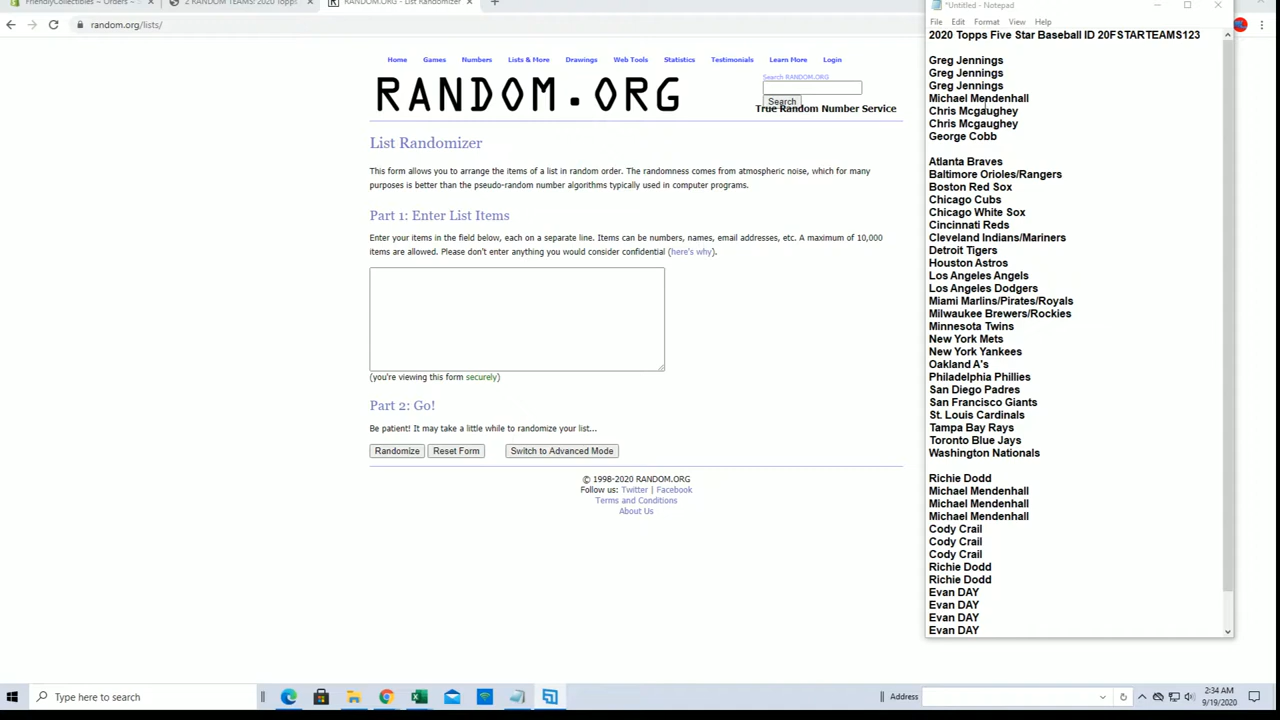 FriendlyCollectibles ~ Orders ~
2 RANDOM TEAMS: 2020 Topps
RANDOM.ORG - List Randomizer
random.org/lists/
Home Games Numbers Lists & More Drawings Web Tools Statistics Testimonials Learn More Login
RANDOM.ORG
Search RANDOM.ORG
Search
True Random Number Service
List Randomizer
This form allows you to arrange the items of a list in random order. The randomness comes from atmospheric noise, which for many
purposes is better than the pseudo-random number algorithms typically used in computer programs.
Part 1: Enter List Items
Enter your items in the field below, each on a separate line. Items can be numbers, names, email addresses, etc. A maximum of 10,000
items are allowed. Please don't enter anything you would consider confidential (here's why).
(you're viewing this form securely)
Part 2: Go!
Be patient! It may take a little while to randomize your list...
Randomize Reset Form Switch to Advanced Mode
© 1998-2020 RANDOM.ORG
Follow us: Twitter | Facebook
Terms and Conditions
About Us
*Untitled - Notepad
File Edit Format View Help
2020 Topps Five Star Baseball ID 20FSTARTEAMS123
Greg Jennings
Greg Jennings
Greg Jennings
Michael Mendenhall
Chris Mcgaughey
Chris Mcgaughey
George Cobb
Atlanta Braves
Baltimore Orioles/Rangers
Boston Red Sox
Chicago Cubs
Chicago White Sox
Cincinnati Reds
Cleveland Indians/Mariners
Detroit Tigers
Houston Astros
Los Angeles Angels
Los Angeles Dodgers
Miami Marlins/Pirates/Royals
Milwaukee Brewers/Rockies
Minnesota Twins
New York Mets
New York Yankees
Oakland A's
Philadelphia Phillies
San Diego Padres
San Francisco Giants
St. Louis Cardinals
Tampa Bay Rays
Toronto Blue Jays
Washington Nationals
Richie Dodd
Michael Mendenhall
Michael Mendenhall
Michael Mendenhall
Cody Crail
Cody Crail
Cody Crail
Richie Dodd
Richie Dodd
Evan DAY
Evan DAY
Evan DAY
Evan DAY
Type here to search
Address
2:34 AM
9/19/2020